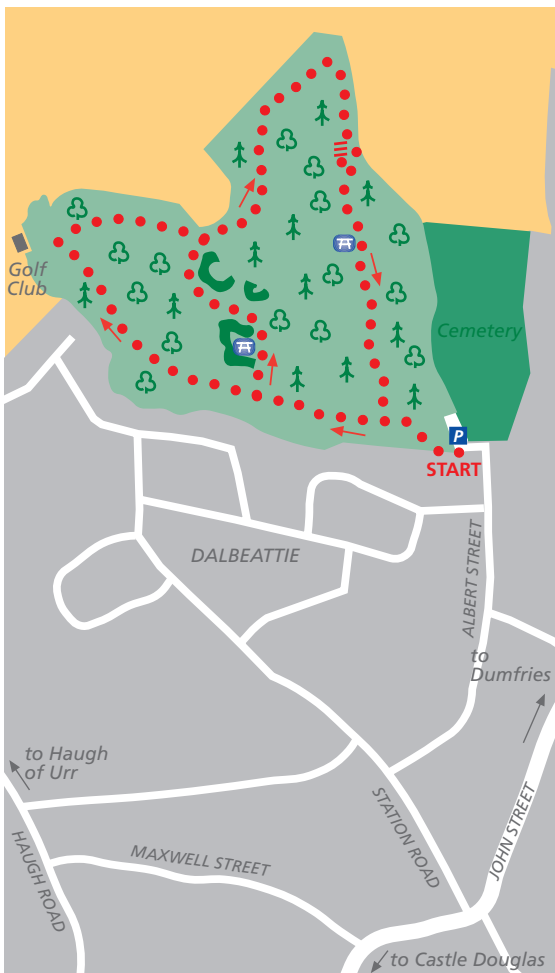 Golf
Club
Cemetery
P
START
DALBEATTIE
ALBERT STREET
to
Dumfries
to Haugh
of Urr
STATION ROAD
JOHN STREET
HAUGH ROAD
MAXWELL STREET
to Castle Douglas